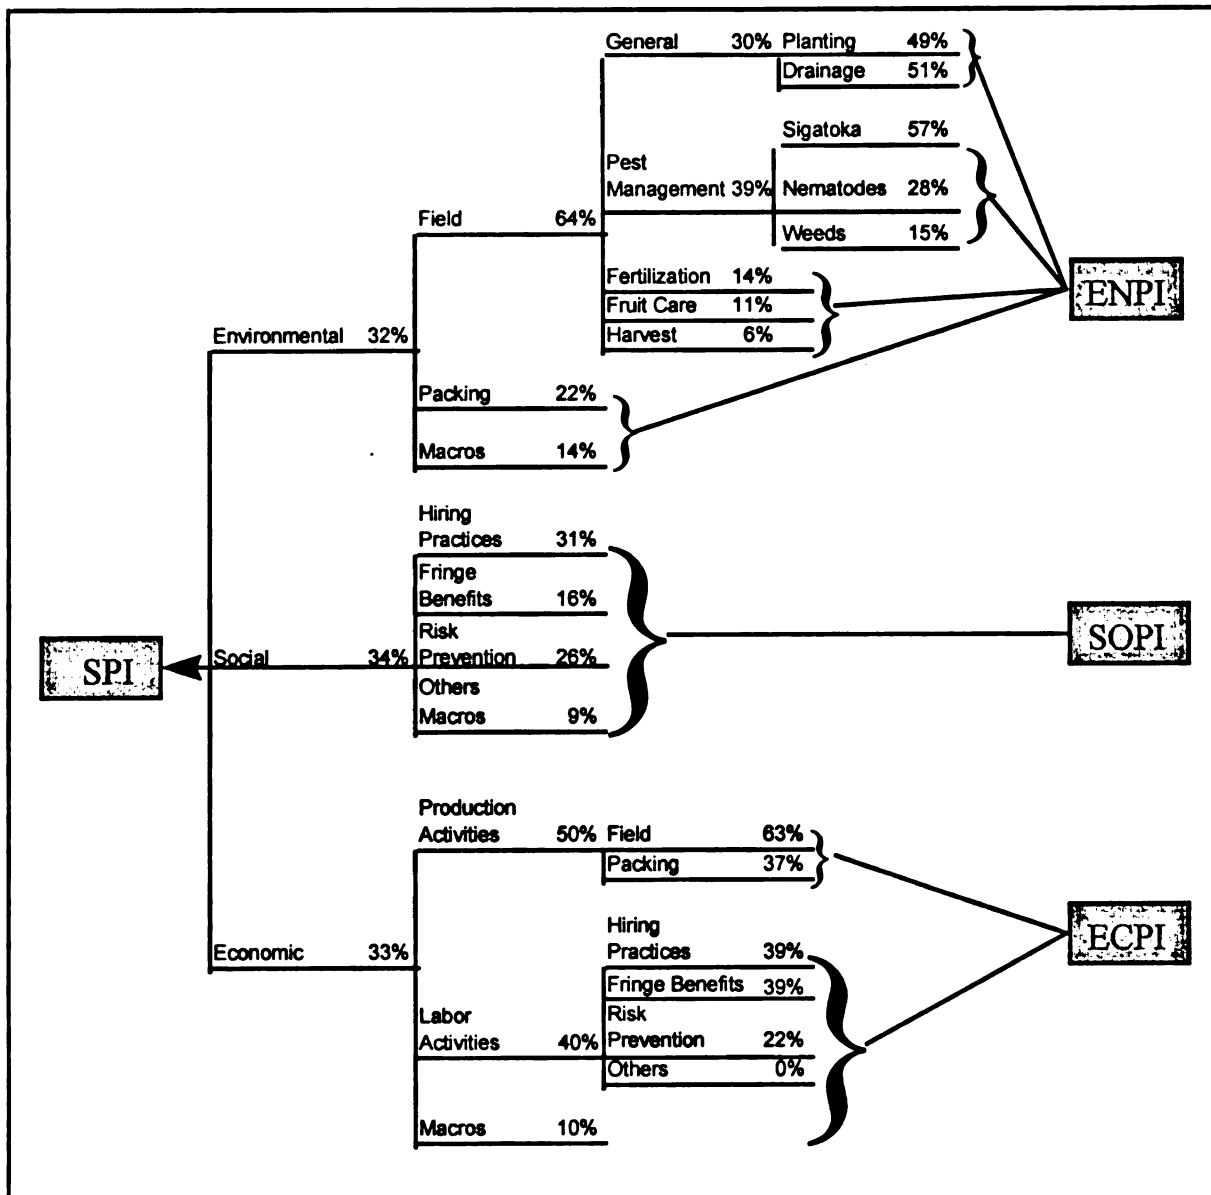 General 30% Planting 49%
Drainage 51%
Sigatoka 57%
Pest
Management 39% Nematodes 28%
Field 64%
Weeds 15%
Fertilization 14%
ENPI
Fruit Care 11%
Environmental 32%
Harvest 6%
Packing 22%
Macros 14%
Hiring
Practices 31%
Fringe
Benefits 16%
Risk
SOPI
Social 34% Prevention 26%
SPI
Others
Macros 9%
Production
Activities 50% Field 63%
Packing 37%
Hiring
Economic 33% Practices 39%
ECPI
Fringe Benefits 39%
Labor Risk
Activities 40% Prevention 22%
Others 0%
Macros 10%